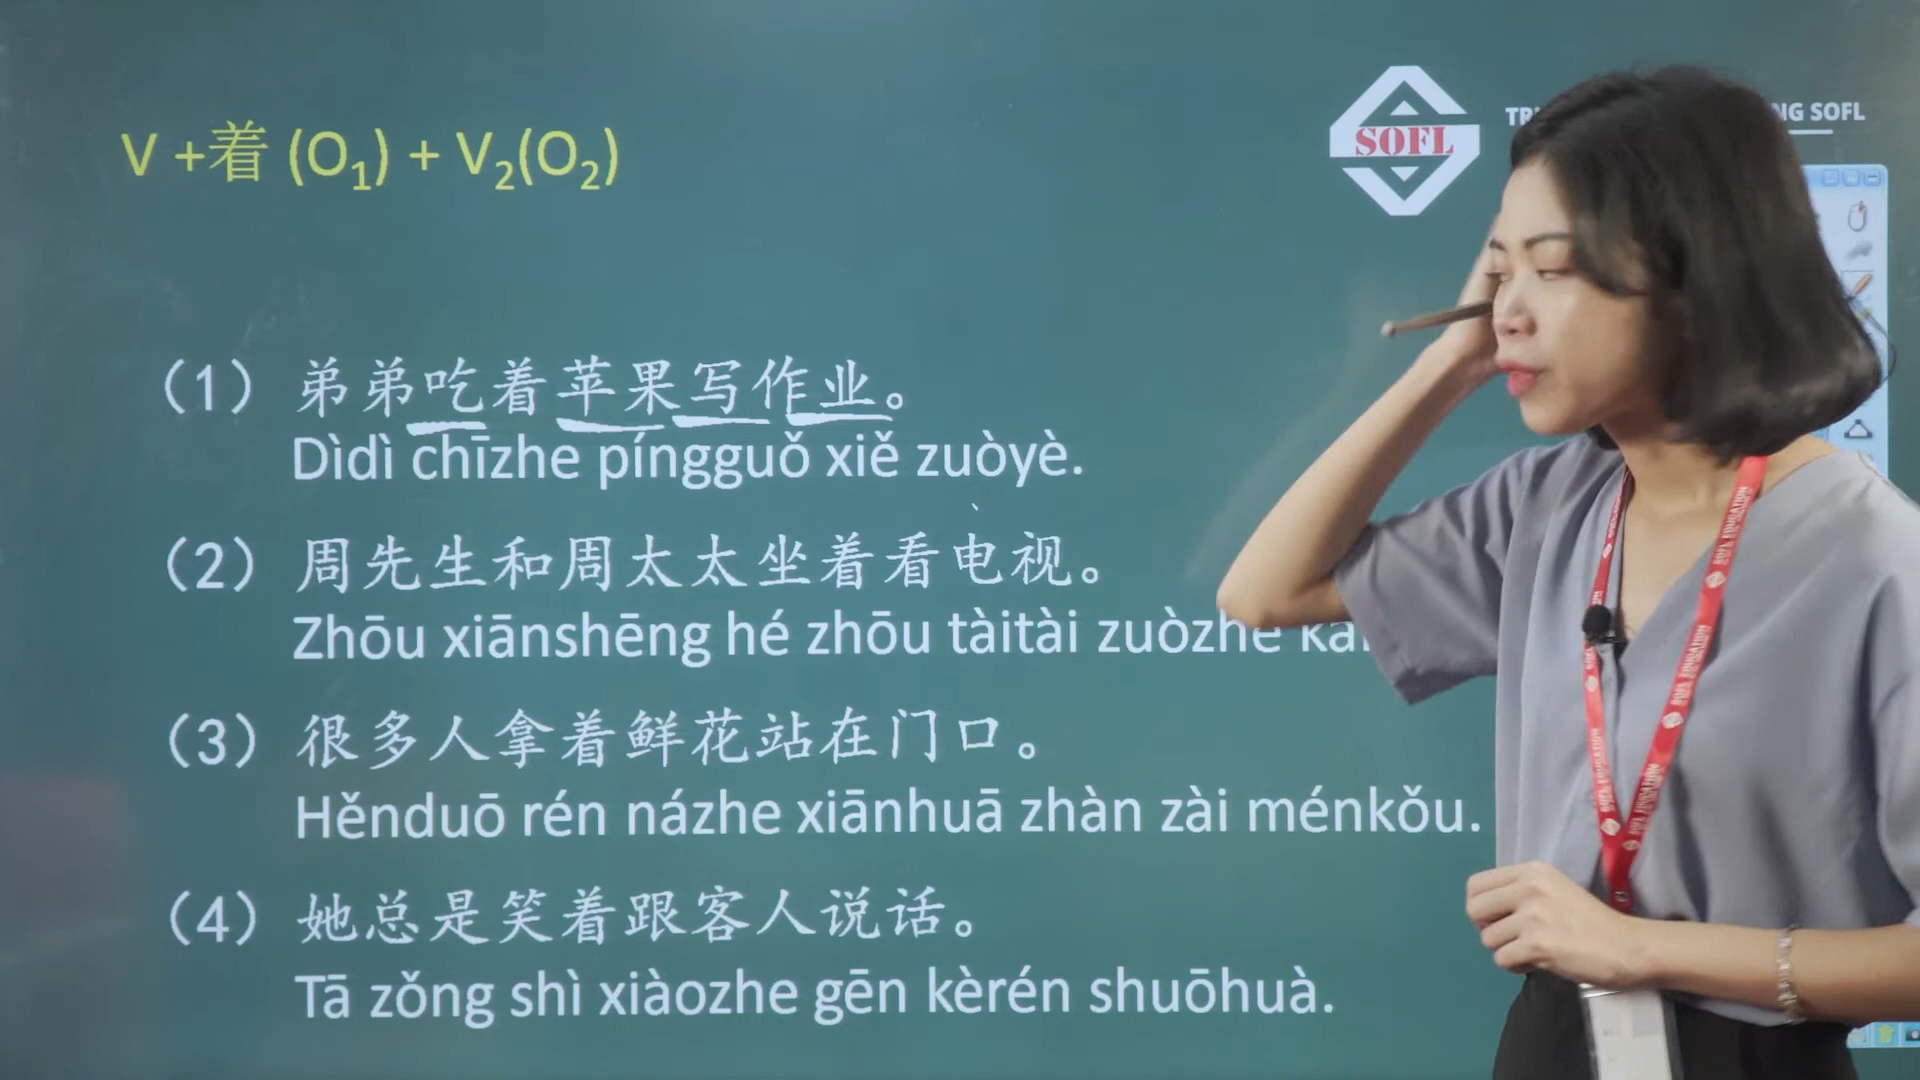 V +着 (O₁) + V₂(O₂)
SOFL
NG SOFL
（1）弟弟吃着苹果写作业。
Dìdì chīzhe píngguǒ xiě zuòyè.
（2）周先生和周太太坐着看电视。
Zhōu xiānshēng hé zhōu tàitài zuòzhe
（3）很多人拿着鲜花站在门口。
Hěnduō rén názhe xiānhuā zhàn zài ménkǒu.
（4）她总是笑着跟客人说话。
Tā zǒng shì xiàozhe gēn kèrén shuōhuà.